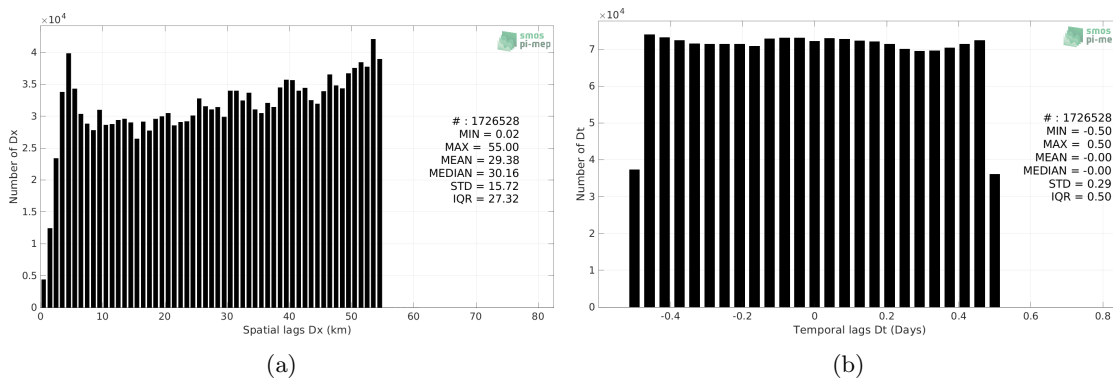 ×10⁴
4
3.5
3
2.5
2
1.5
1
0.5
0
Number of Dx
0 10 20 30 40 50 60 70 80
Spatial lags Dx (km)
smos
pi-mep
# : 1726528
MIN = 0.02
MAX = 55.00
MEAN = 29.38
MEDIAN = 30.16
STD = 15.72
IQR = 27.32
(a)
×10⁴
7
6
5
4
3
2
1
0
Number of Dt
-0.4 -0.2 0 0.2 0.4 0.6 0.8
Temporal lags Dt (Days)
smos
pi-mep
# : 1726528
MIN = -0.50
MAX = 0.50
MEAN = -0.00
MEDIAN = -0.00
STD = 0.29
IQR = 0.50
(b)